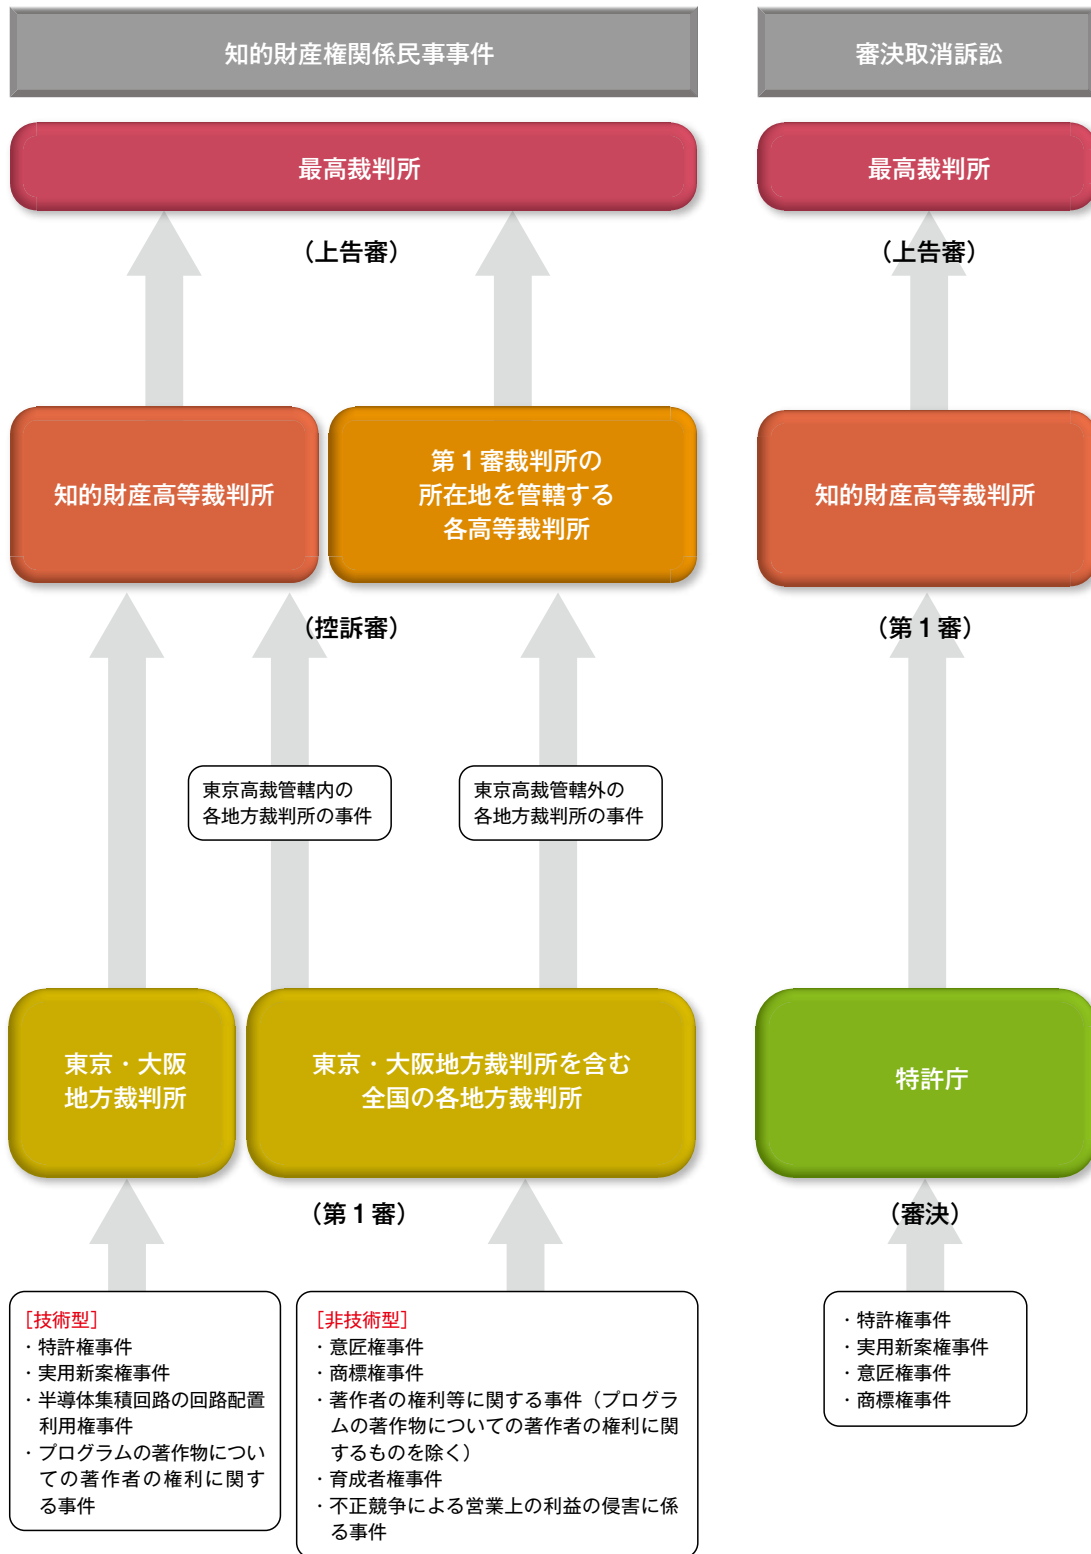 知的財産権関係民事事件
審決取消訴訟
最高裁判所
最高裁判所
（上告審）
（上告審）
知的財産高等裁判所
第１審裁判所の
所在地を管轄する
各高等裁判所
知的財産高等裁判所
（控訴審）
（第１審）
東京高裁管轄内の
各地方裁判所の事件
東京高裁管轄外の
各地方裁判所の事件
東京・大阪
地方裁判所
東京・大阪地方裁判所を含む
全国の各地方裁判所
特許庁
（第１審）
（審決）
［技術型］
・特許権事件
・実用新案権事件
・半導体集積回路の回路配置
利用権事件
・プログラムの著作物につい
ての著作者の権利に関す
る事件
［非技術型］
・意匠権事件
・商標権事件
・著作者の権利等に関する事件（プログラ
ムの著作物についての著作者の権利に関
するものを除く）
・育成者権事件
・不正競争による営業上の利益の侵害に係
る事件
・特許権事件
・実用新案権事件
・意匠権事件
・商標権事件